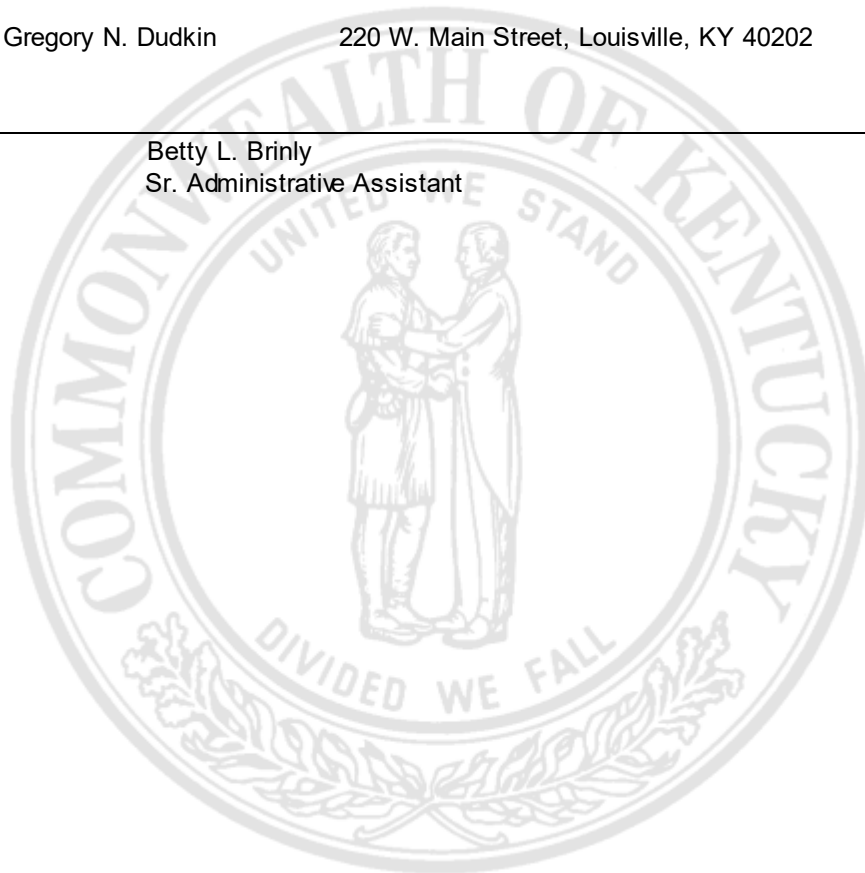 Gregory N. Dudkin 220 W. Main Street, Louisville, KY 40202
Betty L. Brinly
Sr. Administrative Assistant
COMMONWEALTH OF KENTUCKY
UNITED WE STAND
DIVIDED WE FALL